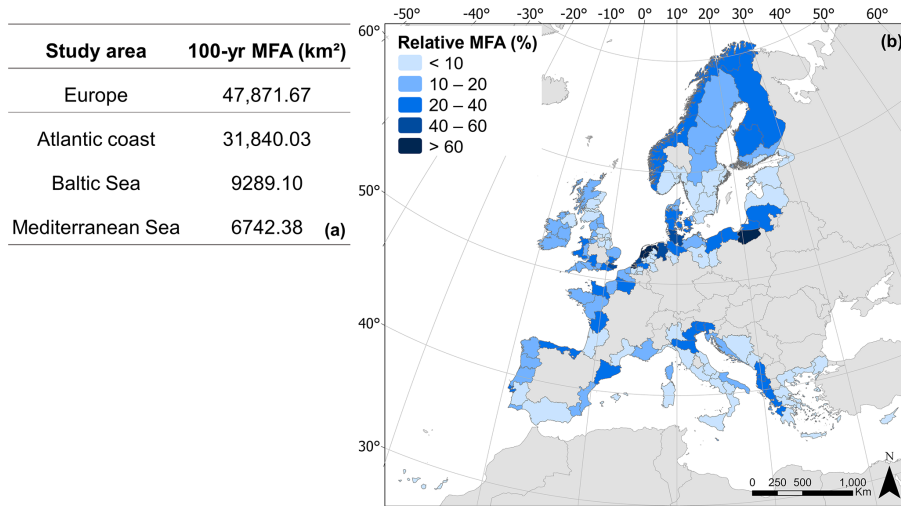 Study area 100-yr MFA (km²)
Europe 47,871.67
Atlantic coast 31,840.03
Baltic Sea 9289.10
Mediterranean Sea 6742.38 (a)
-50° -40° -30° -20° -10° 0° 10° 20° 30° 40° 50° 60°
60°
50°
40°
30°
(b)
Relative MFA (%)
< 10
10 – 20
20 – 40
40 – 60
> 60
N
0 250 500 1,000
Km